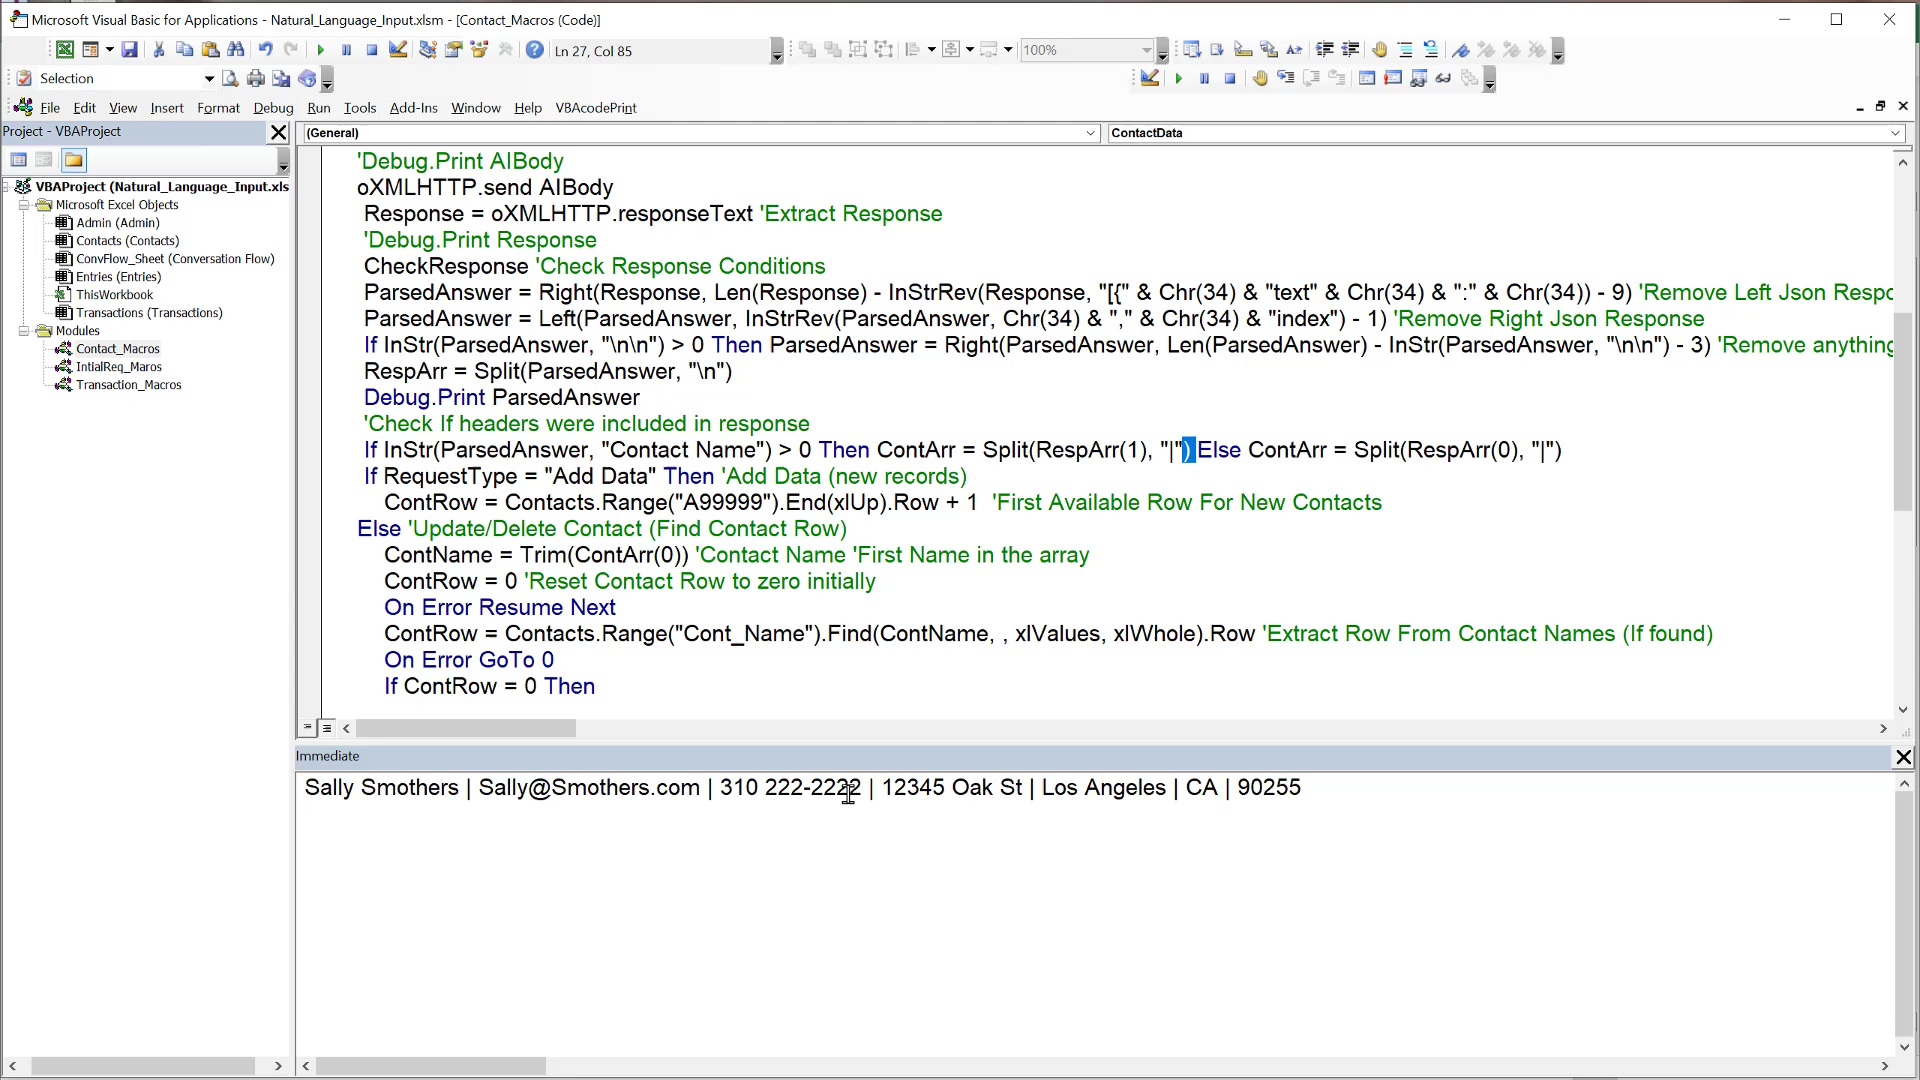 Microsoft Visual Basic for Applications - Natural_Language_Input.xlsm - [Contact_Macros (Code)]
Ln 27, Col 85
100%
Selection
File Edit View Insert Format Debug Run Tools Add-Ins Window Help VBAcodePrint
Project - VBAProject
(General)
ContactData
VBAProject (Natural_Language_Input.xls
Microsoft Excel Objects
Admin (Admin)
Contacts (Contacts)
ConvFlow_Sheet (Conversation Flow)
Entries (Entries)
ThisWorkbook
Transactions (Transactions)
Modules
Contact_Macros
IntialReq_Maros
Transaction_Macros
'Debug.Print AIBody
oXMLHTTP.send AIBody
Response = oXMLHTTP.responseText 'Extract Response
'Debug.Print Response
CheckResponse 'Check Response Conditions
ParsedAnswer = Right(Response, Len(Response) - InStrRev(Response, "[{" & Chr(34) & "text" & Chr(34) & ":" & Chr(34)) - 9) 'Remove Left Json Respo
ParsedAnswer = Left(ParsedAnswer, InStrRev(ParsedAnswer, Chr(34) & "," & Chr(34) & "index") - 1) 'Remove Right Json Response
If InStr(ParsedAnswer, "\n\n") > 0 Then ParsedAnswer = Right(ParsedAnswer, Len(ParsedAnswer) - InStr(ParsedAnswer, "\n\n") - 3) 'Remove anything
RespArr = Split(ParsedAnswer, "\n")
Debug.Print ParsedAnswer
'Check If headers were included in response
If InStr(ParsedAnswer, "Contact Name") > 0 Then ContArr = Split(RespArr(1), "|") Else ContArr = Split(RespArr(0), "|")
If RequestType = "Add Data" Then 'Add Data (new records)
ContRow = Contacts.Range("A99999").End(xlUp).Row + 1 'First Available Row For New Contacts
Else 'Update/Delete Contact (Find Contact Row)
ContName = Trim(ContArr(0)) 'Contact Name 'First Name in the array
ContRow = 0 'Reset Contact Row to zero initially
On Error Resume Next
ContRow = Contacts.Range("Cont_Name").Find(ContName, , xlValues, xlWhole).Row 'Extract Row From Contact Names (If found)
On Error GoTo 0
If ContRow = 0 Then
Immediate
Sally Smothers | Sally@Smothers.com | 310 222-2222 | 12345 Oak St | Los Angeles | CA | 90255